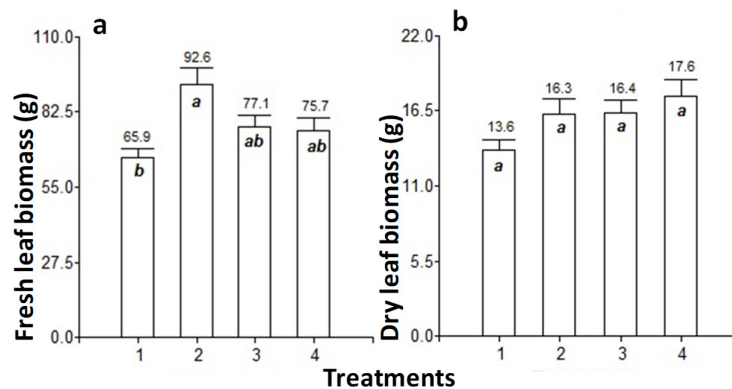 a
Fresh leaf biomass (g)
110.0
82.5
55.0
27.5
0.0
65.9
b
92.6
a
77.1
ab
75.7
ab
1 2 3 4
b
Dry leaf biomass (g)
22.0
16.5
11.0
5.5
0.0
13.6
a
16.3
a
16.4
a
17.6
a
1 2 3 4
Treatments